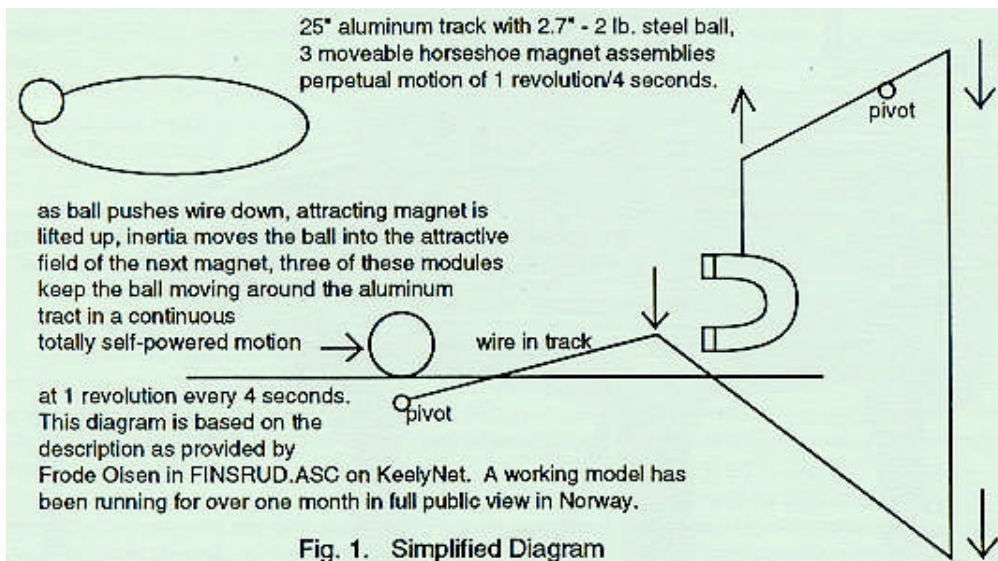 25" aluminum track with 2.7" - 2 lb. steel ball,
3 moveable horseshoe magnet assemblies
perpetual motion of 1 revolution/4 seconds.
pivot
as ball pushes wire down, attracting magnet is
lifted up, inertia moves the ball into the attractive
field of the next magnet, three of these modules
keep the ball moving around the aluminum
tract in a continuous
totally self-powered motion
wire in track
at 1 revolution every 4 seconds.
pivot
This diagram is based on the
description as provided by
Frode Olsen in FINSRUD.ASC on KeelyNet. A working model has
been running for over one month in full public view in Norway.
Fig. 1. Simplified Diagram